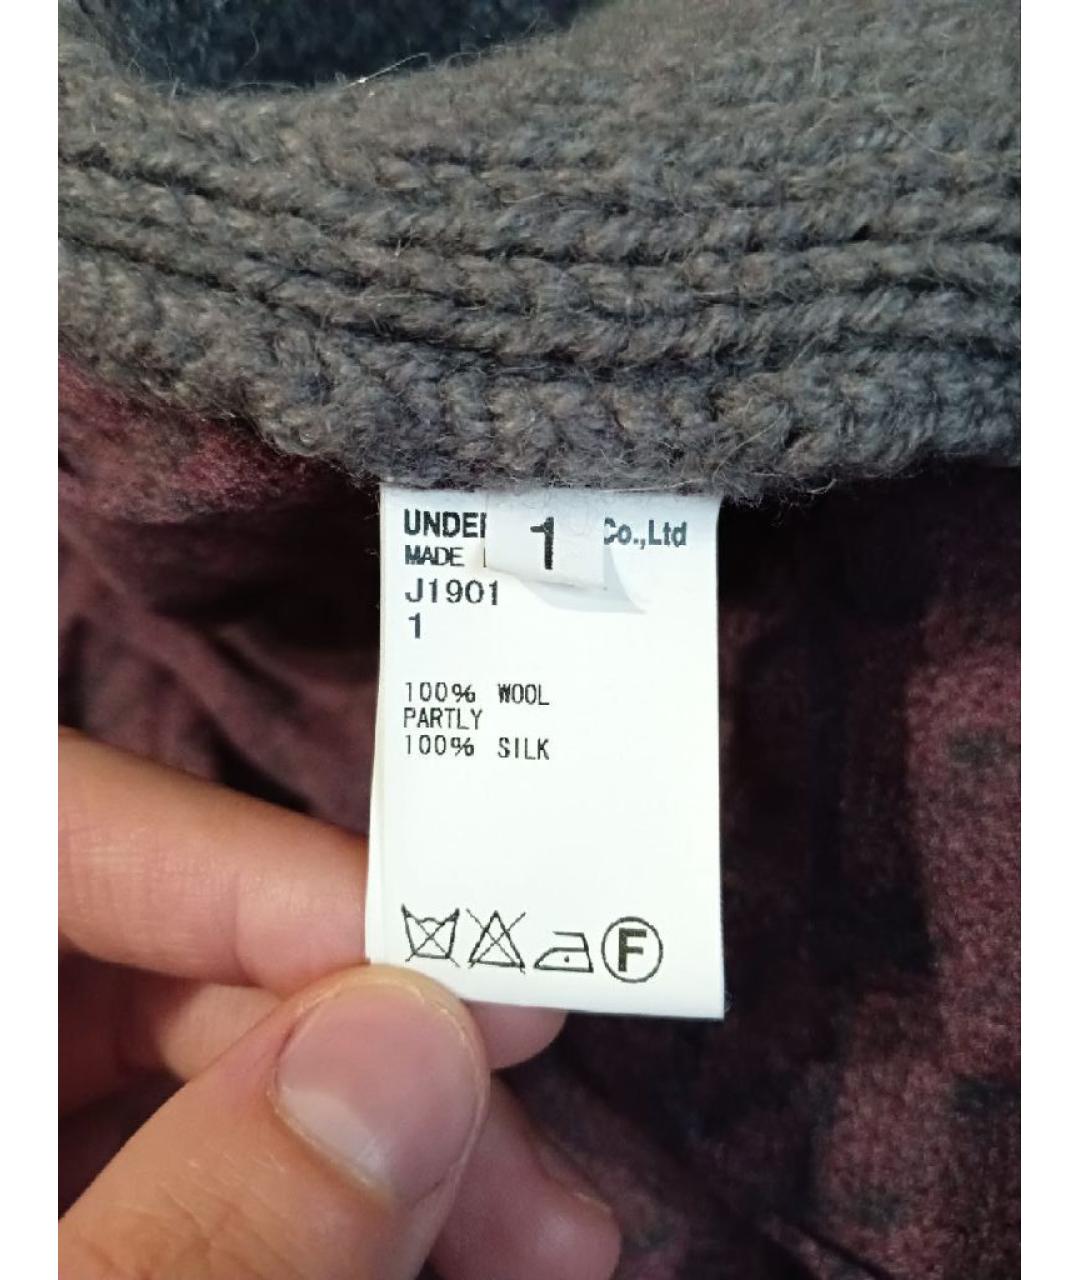 UNDE Co.,Ltd
1
MADE
J1901
1
100% WOOL
PARTLY
100% SILK
F